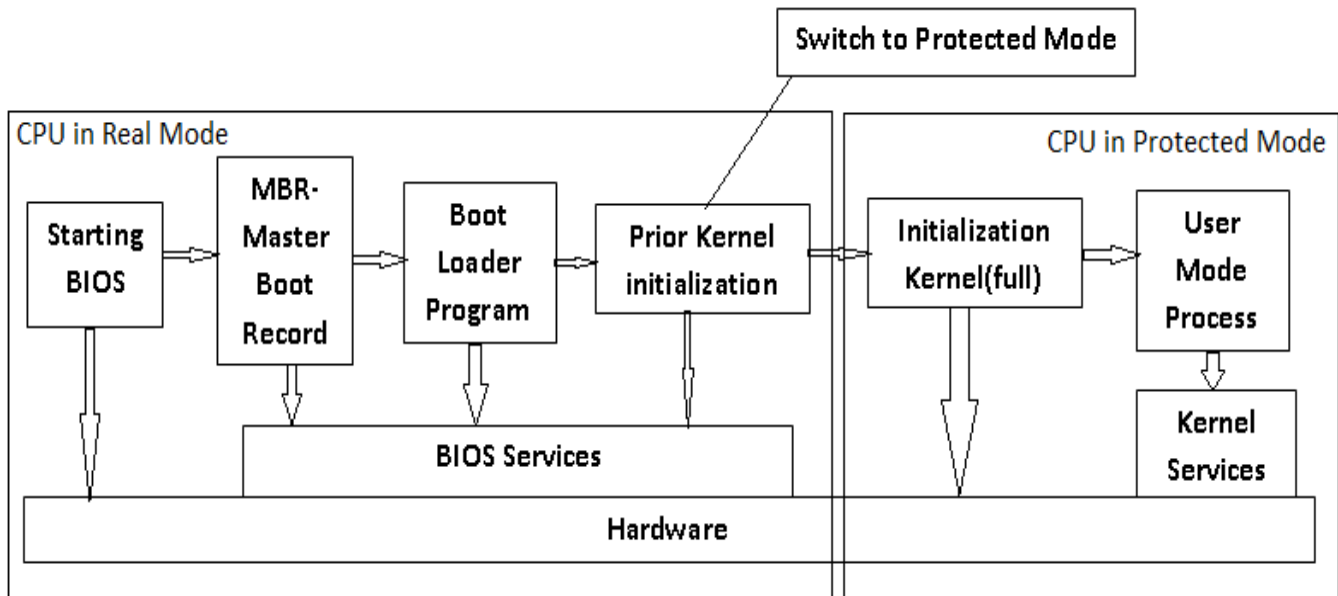 Switch to Protected Mode
CPU in Real Mode
CPU in Protected Mode
Starting
BIOS
MBR-
Master
Boot
Record
Boot
Loader
Program
Prior Kernel
initialization
Initialization
Kernel(full)
User
Mode
Process
BIOS Services
Kernel
Services
Hardware